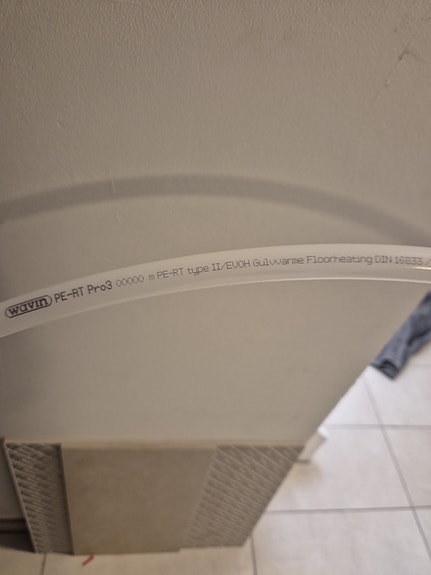 wavin PE-RT Pro3 00000 m PE-RT type II/EVOH Gulvvarme Floorheating DIN 16833 /